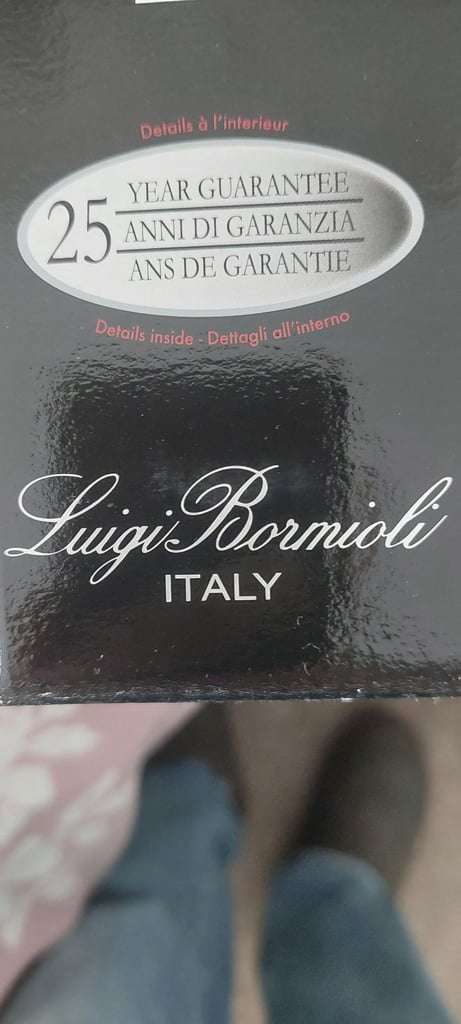 Details à l'interieur
25 YEAR GUARANTEE
ANNI DI GARANZIA
ANS DE GARANTIE
Details inside - Dettagli all'interno
Luigi Bormioli
ITALY